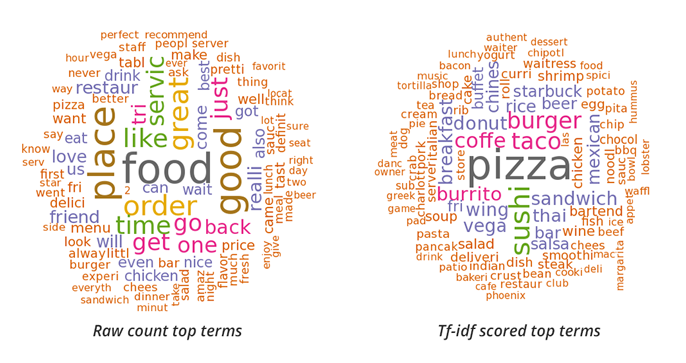 perfect recommend
staff peopl server
hour vega tabl servic ever make dish
never drink ask best pretti favorit
way restaur great just thing
pizza better tri come well locat think
want place like got lot
say eat good also sauc definit sure
know love food realli seat
serv us right
first 2 can wait day
star fri lunch tast two
went order came meal made beer
delici
friend time go back
side menu get one
look will price enjoy give
alway littl flavor much fresh
burger even bar nice
experi chicken amaz night
everyth chees take salad
sandwich dinner
minut
Raw count top terms
authent dessert
waiter chipotl
lunch yogurt waitress food
bacon buffet chines curri shrimp spici
music cake roll starbuck potato
tortilla shop rice beer egg pita hummus
bread rib donut burger mexican chip
tea breakfast coffe taco las chocol
cream pie store chicken noodl bbq
dog italian pizza sauc bowl lobster
meat server
danc owner pork
sub burrito sandwich waffl
greek fri wing sushi thai bartend appet
game soup vega bar fish ice
pad wine beef
pasta salad salsa chees
pancak deliveri smoothi mac
drink dish steak margarita
patio indian bean cooki deli
bakeri crust
cafe restaur club
phoenix
Tf-idf scored top terms